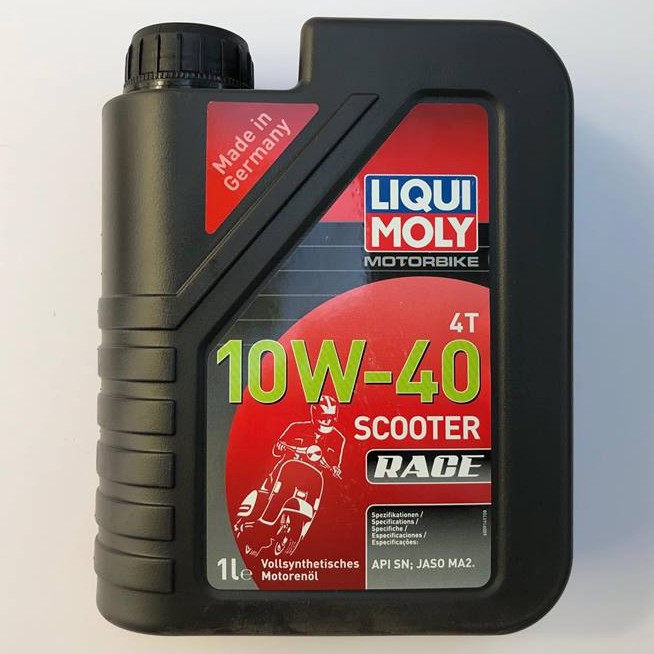 Made in
Germany
LIQUI
MOLY
MOTORBIKE
4T
10W-40
SCOOTER
RACE
Spezifikationen /
Specifications /
Specifiche /
Especificaciones /
Especificações:
API SN; JASO MA2.
1L e
Vollsynthetisches
Motorenöl